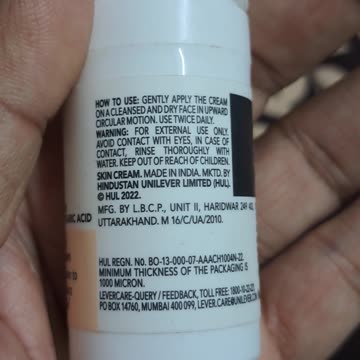 HOW TO USE: GENTLY APPLY THE CREAM
ON A CLEANSED AND DRY FACE IN UPWARD
CIRCULAR MOTION. USE TWICE DAILY.
WARNING: FOR EXTERNAL USE ONLY.
AVOID CONTACT WITH EYES, IN CASE OF
CONTACT, RINSE THOROUGHLY WITH
WATER. KEEP OUT OF REACH OF CHILDREN.
SKIN CREAM. MADE IN INDIA. MKTD. BY
HINDUSTAN UNILEVER LIMITED (HUL).
© HUL 2022.
MFG. BY L.B.C.P., UNIT II, HARIDWAR 249 40
UTTARAKHAND. M 16/C/UA/2010.
ACID
HUL REGN. No. BO-13-000-07-AAACH1004N-22.
MINIMUM THICKNESS OF THE PACKAGING IS
1000 MICRON.
LEVERCARE-QUERY / FEEDBACK, TOLL FREE: 1800-10-22-22
PO BOX 14760, MUMBAI 400 099, LEVER.CARE@UNILEVER.COM